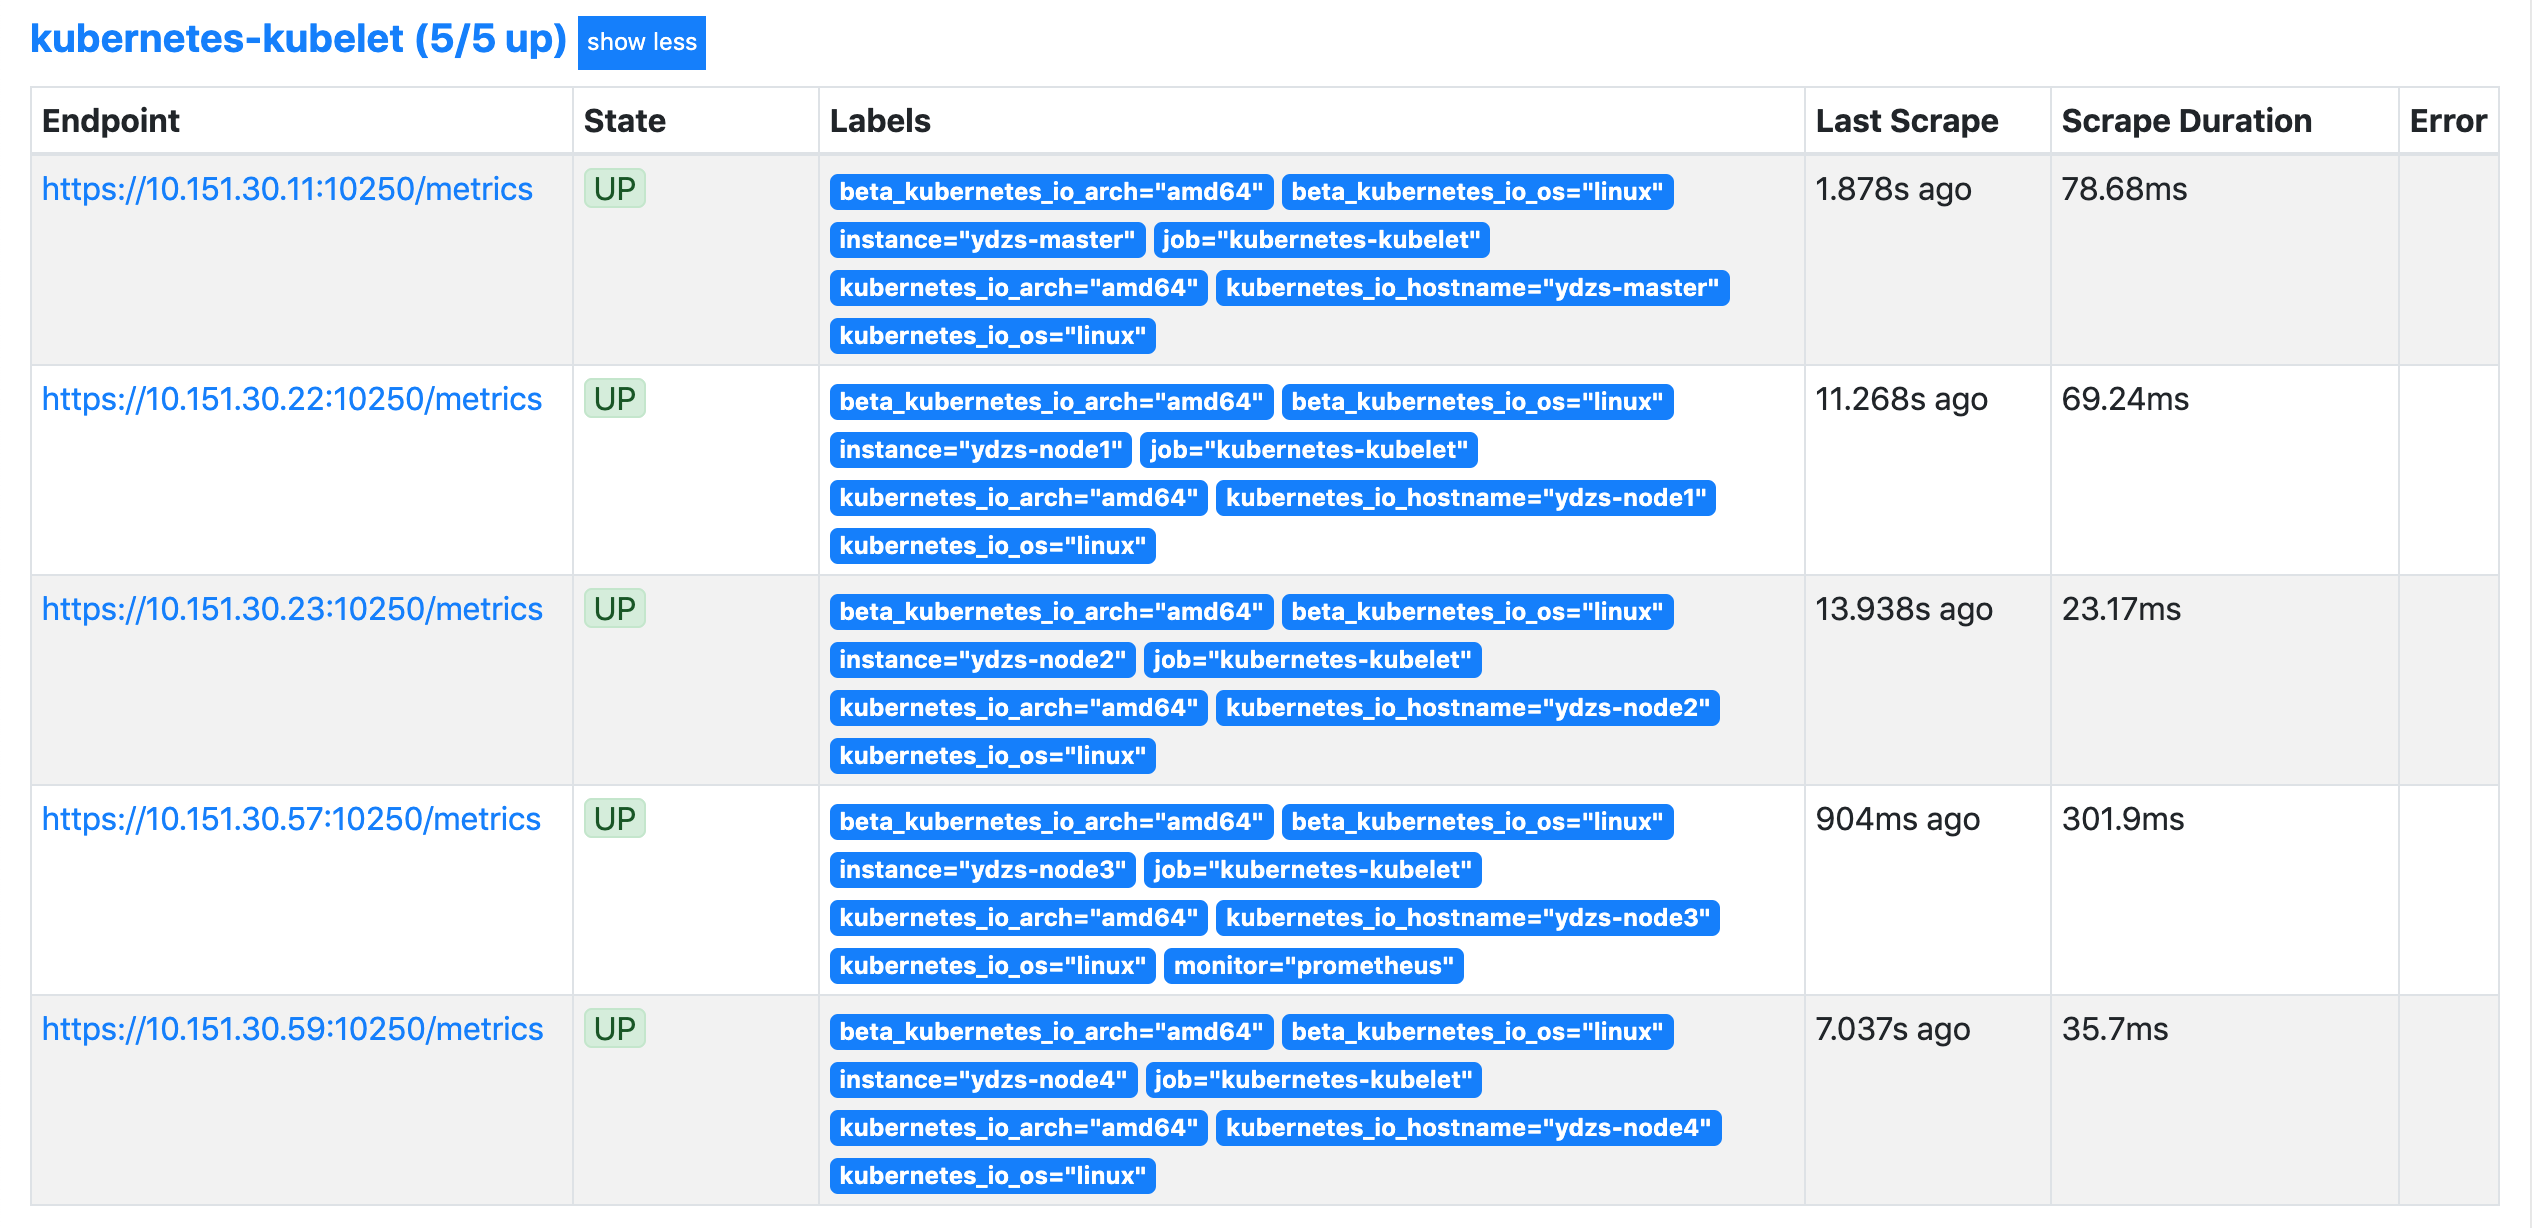 kubernetes-kubelet (5/5 up) show less
Endpoint State Labels Last Scrape Scrape Duration Error
https://10.151.30.11:10250/metrics UP beta_kubernetes_io_arch="amd64" beta_kubernetes_io_os="linux" 1.878s ago 78.68ms
instance="ydzs-master" job="kubernetes-kubelet"
kubernetes_io_arch="amd64" kubernetes_io_hostname="ydzs-master"
kubernetes_io_os="linux"
https://10.151.30.22:10250/metrics UP beta_kubernetes_io_arch="amd64" beta_kubernetes_io_os="linux" 11.268s ago 69.24ms
instance="ydzs-node1" job="kubernetes-kubelet"
kubernetes_io_arch="amd64" kubernetes_io_hostname="ydzs-node1"
kubernetes_io_os="linux"
https://10.151.30.23:10250/metrics UP beta_kubernetes_io_arch="amd64" beta_kubernetes_io_os="linux" 13.938s ago 23.17ms
instance="ydzs-node2" job="kubernetes-kubelet"
kubernetes_io_arch="amd64" kubernetes_io_hostname="ydzs-node2"
kubernetes_io_os="linux"
https://10.151.30.57:10250/metrics UP beta_kubernetes_io_arch="amd64" beta_kubernetes_io_os="linux" 904ms ago 301.9ms
instance="ydzs-node3" job="kubernetes-kubelet"
kubernetes_io_arch="amd64" kubernetes_io_hostname="ydzs-node3"
kubernetes_io_os="linux" monitor="prometheus"
https://10.151.30.59:10250/metrics UP beta_kubernetes_io_arch="amd64" beta_kubernetes_io_os="linux" 7.037s ago 35.7ms
instance="ydzs-node4" job="kubernetes-kubelet"
kubernetes_io_arch="amd64" kubernetes_io_hostname="ydzs-node4"
kubernetes_io_os="linux"